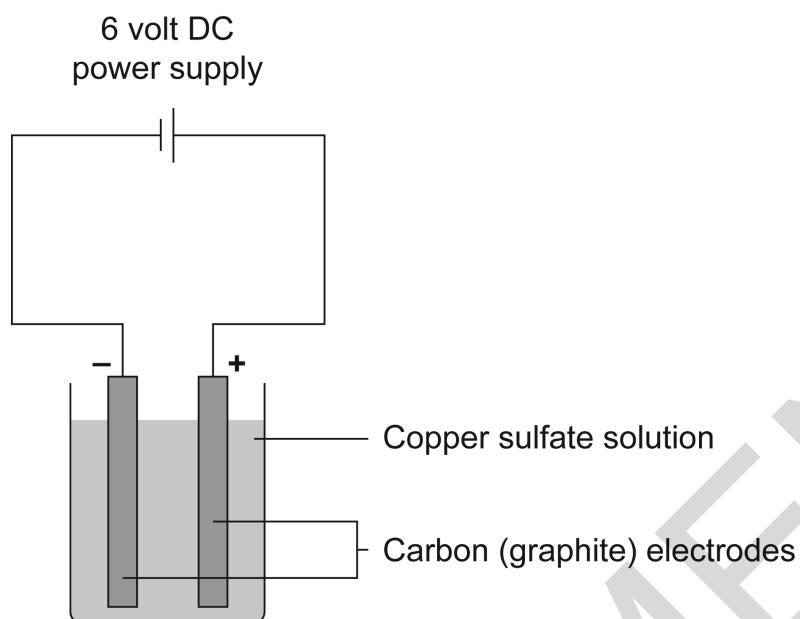 6 volt DC
power supply
– +
Copper sulfate solution
Carbon (graphite) electrodes